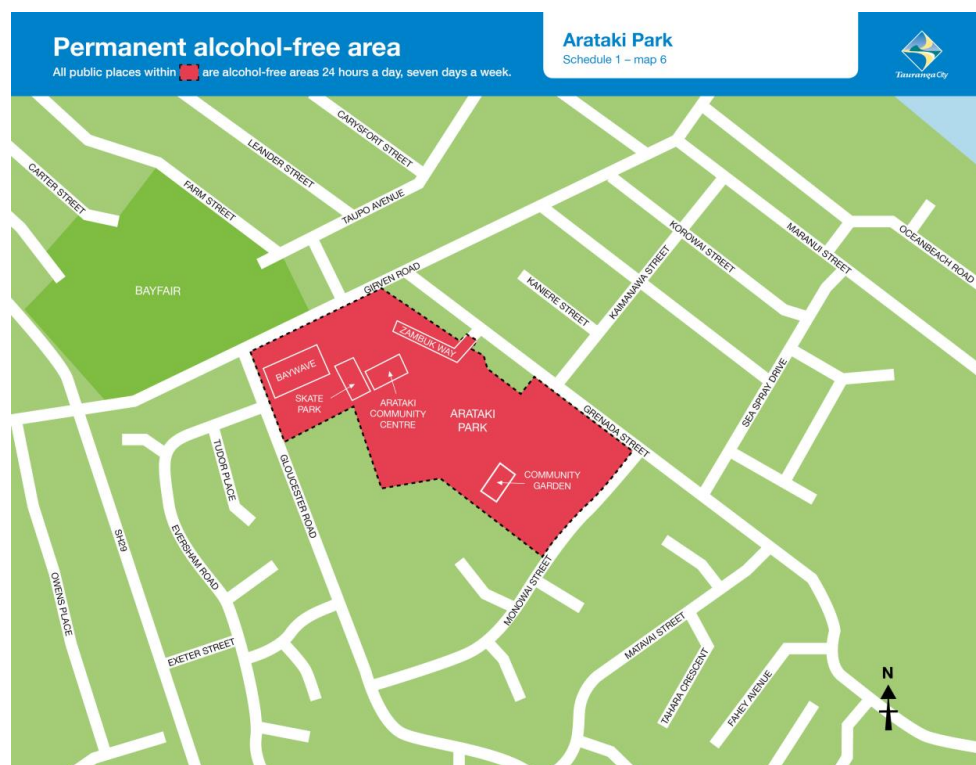 Permanent alcohol-free area
All public places within are alcohol-free areas 24 hours a day, seven days a week.
Arataki Park
Schedule 1 – map 6
Tauranga City
CARYSFORT STREET
LEANDER STREET
CARTER STREET
FARM STREET
TAUPO AVENUE
BAYFAIR
GIRVEN ROAD
KOROWAI STREET
MARANUI STREET
OCEANBEACH ROAD
KANIERE STREET
KAIMANAWA STREET
ZAMBUK WAY
BAYWAVE
SKATE
PARK
ARATAKI
COMMUNITY
CENTRE
ARATAKI
PARK
GRENADA STREET
SEA SPRAY DRIVE
COMMUNITY
GARDEN
TUDOR PLACE
GLOUCESTER ROAD
SH29
EVERSHAM ROAD
OWENS PLACE
EXETER STREET
MONOWAI STREET
MATAVAI STREET
TAHARA CRESCENT
FAHEY AVENUE
N